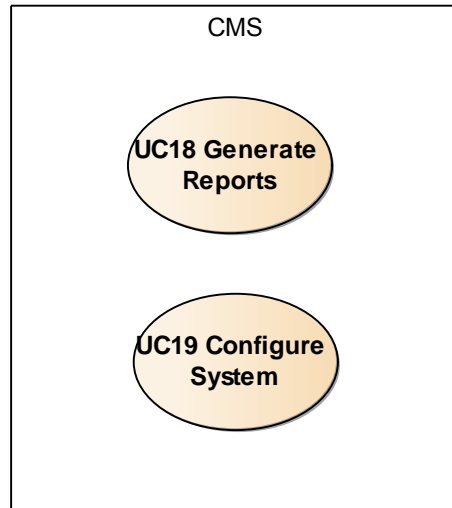 CMS
UC18 Generate
Reports
UC19 Configure
System